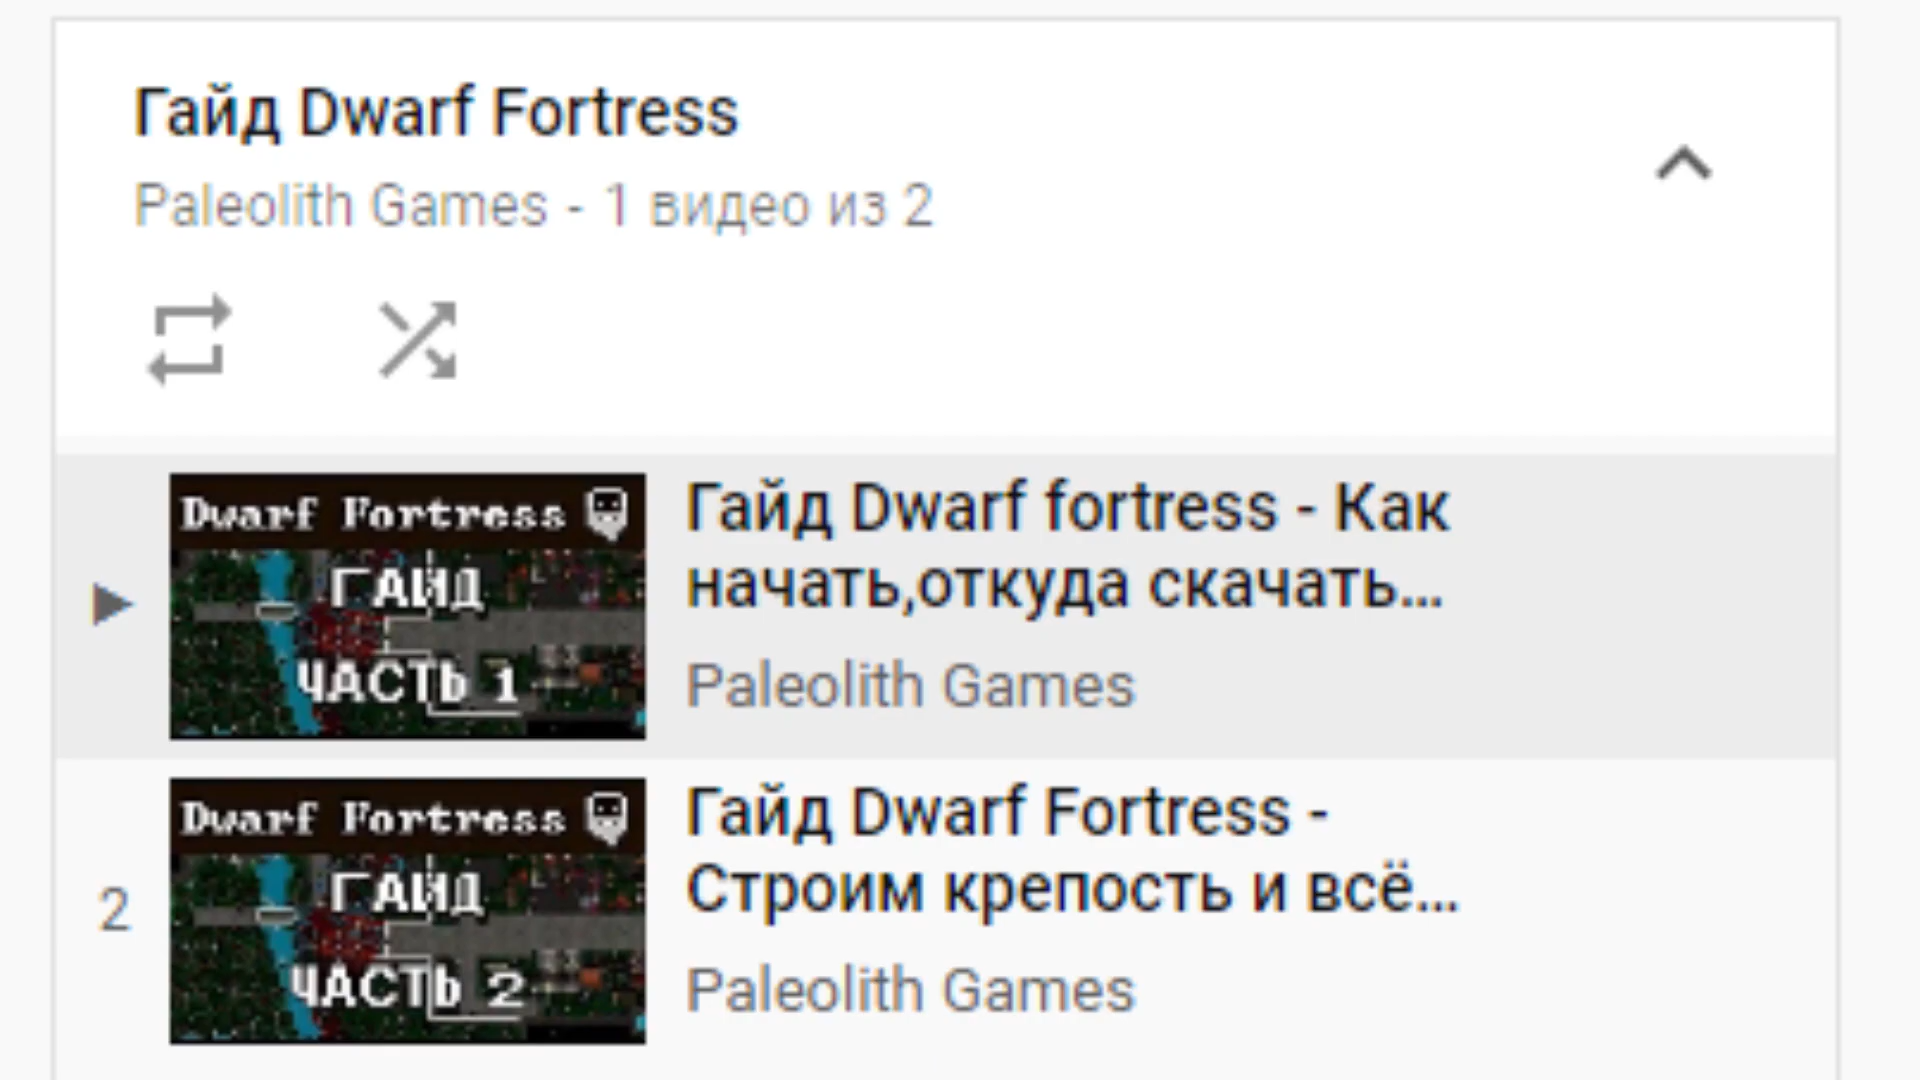 Гайд Dwarf Fortress
Paleolith Games - 1 видео из 2
Dwarf Fortress
ГАЙД
ЧАСТЬ 1
Гайд Dwarf fortress - Как
начать,откуда скачать...
Paleolith Games
2
Dwarf Fortress
ГАЙД
ЧАСТЬ 2
Гайд Dwarf Fortress -
Строим крепость и всё...
Paleolith Games